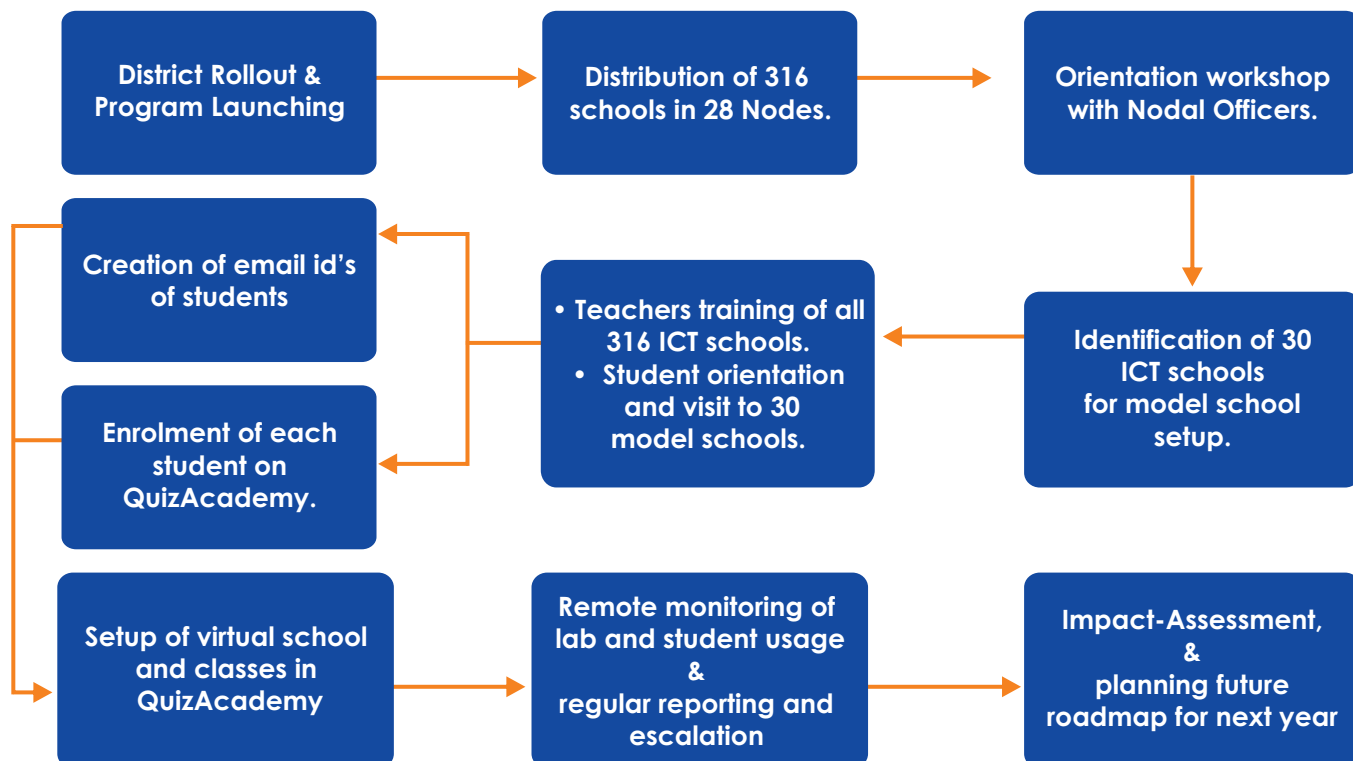 District Rollout &
Program Launching
Distribution of 316
schools in 28 Nodes.
Orientation workshop
with Nodal Officers.
Identification of 30
ICT schools
for model school
setup.
• Teachers training of all
316 ICT schools.
• Student orientation
and visit to 30
model schools.
Creation of email id’s
of students
Enrolment of each
student on
QuizAcademy.
Setup of virtual school
and classes in
QuizAcademy
Remote monitoring of
lab and student usage
&
regular reporting and
escalation
Impact-Assessment,
&
planning future
roadmap for next year